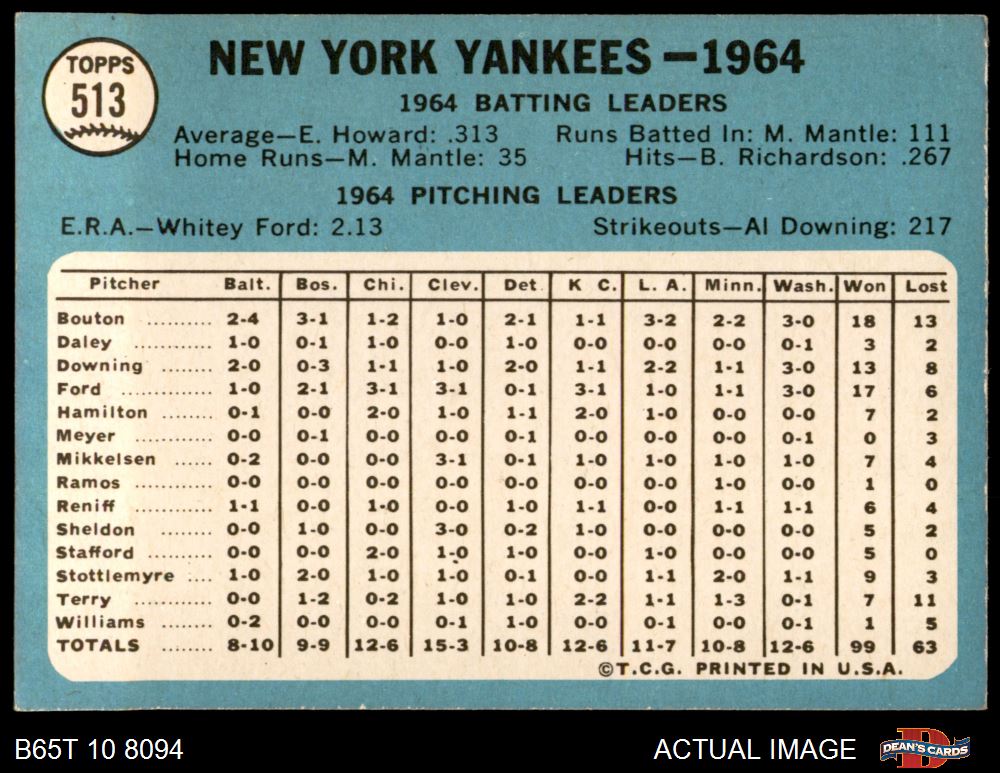 TOPPS
513
NEW YORK YANKEES—1964
1964 BATTING LEADERS
Average—E. Howard: .313 Runs Batted In: M. Mantle: 111
Home Runs—M. Mantle: 35 Hits—B. Richardson: .267
1964 PITCHING LEADERS
E.R.A.—Whitey Ford: 2.13 Strikeouts—Al Downing: 217
Pitcher Balt. Bos. Chi. Clev. Det. K C. L. A. Minn. Wash. Won Lost
Bouton .......... 2-4 3-1 1-2 1-0 2-1 1-1 3-2 2-2 3-0 18 13
Daley ............ 1-0 0-1 1-0 0-0 1-0 0-0 0-0 0-0 0-1 3 2
Downing ........ 2-0 0-3 1-1 1-0 2-0 1-1 2-2 1-1 3-0 13 8
Ford .............. 1-0 2-1 3-1 3-1 0-1 3-1 1-0 1-1 3-0 17 6
Hamilton ........ 0-1 0-0 2-0 1-0 1-1 2-0 1-0 0-0 0-0 7 2
Meyer ............ 0-0 0-1 0-0 0-0 0-1 0-0 0-0 0-0 0-1 0 3
Mikkelsen ...... 0-2 0-0 0-0 3-1 0-1 1-0 1-0 1-0 1-0 7 4
Ramos ............ 0-0 0-0 0-0 0-0 0-0 0-0 0-0 1-0 0-0 1 0
Reniff ............ 1-1 0-0 1-0 0-0 1-0 1-1 0-0 1-1 1-1 6 4
Sheldon .......... 0-0 1-0 0-0 3-0 0-2 1-0 0-0 0-0 0-0 5 2
Stafford ........ 0-0 0-0 2-0 1-0 1-0 0-0 1-0 0-0 0-0 5 0
Stottlemyre .... 1-0 2-0 1-0 1-0 0-1 0-0 1-1 2-0 1-1 9 3
Terry ............ 0-0 1-2 0-2 1-0 1-0 2-2 1-1 1-3 0-1 7 11
Williams ........ 0-2 0-0 0-0 0-1 1-0 0-0 0-1 0-0 0-1 1 5
TOTALS ........ 8-10 9-9 12-6 15-3 10-8 12-6 11-7 10-8 12-6 99 63
©T.C.G. PRINTED IN U.S.A.
B65T 10 8094 ACTUAL IMAGE DEAN'S CARDS